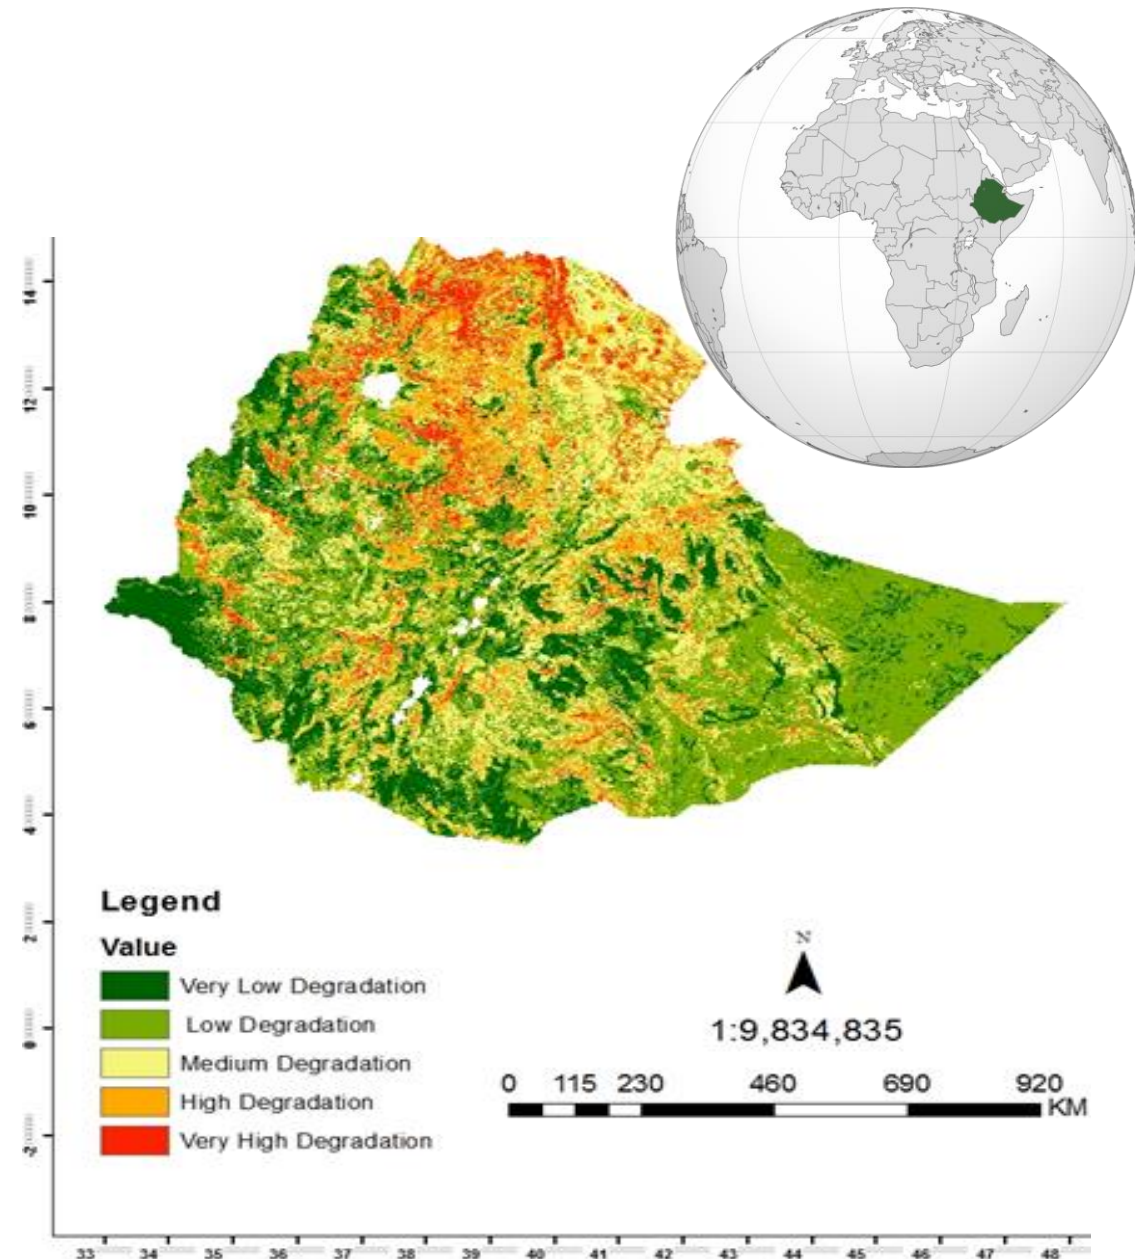 14
12
10
8
6
4
2
0
-2
Legend
Value
Very Low Degradation
Low Degradation
Medium Degradation
High Degradation
Very High Degradation
N
1:9,834,835
0 115 230 460 690 920
KM
33 34 35 36 37 38 39 40 41 42 43 44 45 46 47 48